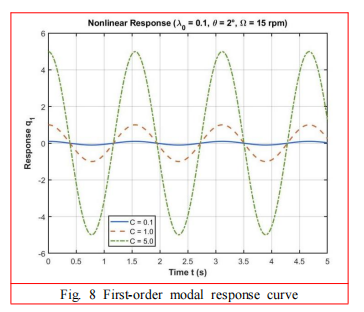 Nonlinear Response (λ0 = 0.1, θ = 2°, Ω = 15 rpm)
6
4
2
0
-2
-4
-6
Response q1
C = 0.1
C = 1.0
C = 5.0
0 0.5 1 1.5 2 2.5 3 3.5 4 4.5 5
Time t (s)
Fig. 8 First-order modal response curve